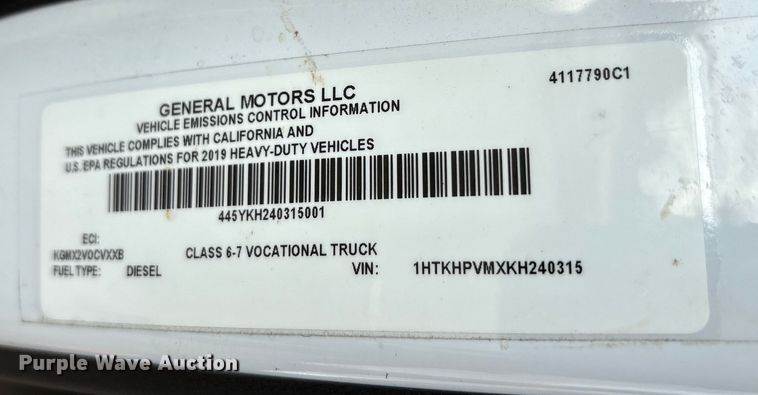 4117790C1
GENERAL MOTORS LLC
VEHICLE EMISSIONS CONTROL INFORMATION
THIS VEHICLE COMPLIES WITH CALIFORNIA AND
U.S. EPA REGULATIONS FOR 2019 HEAVY-DUTY VEHICLES
445YKH240315001
ECI:
KGMX2VOCVXXB CLASS 6-7 VOCATIONAL TRUCK
FUEL TYPE: DIESEL VIN: 1HTKHPVMXKH240315
Purple Wave Auction